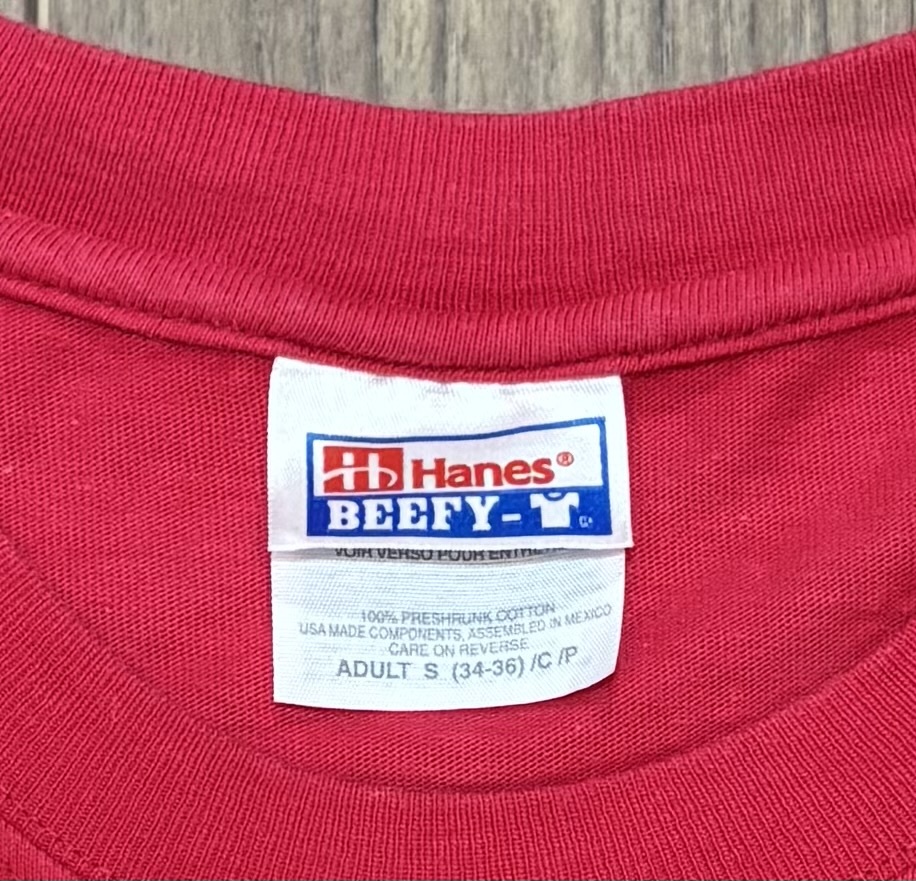 Hanes®
BEEFY-T
VOIR VERSO POUR
100% PRESHRUNK COTTON
USA MADE COMPONENTS, ASSEMBLED IN MEXICO
CARE ON REVERSE
ADULT S (34-36) /C /P